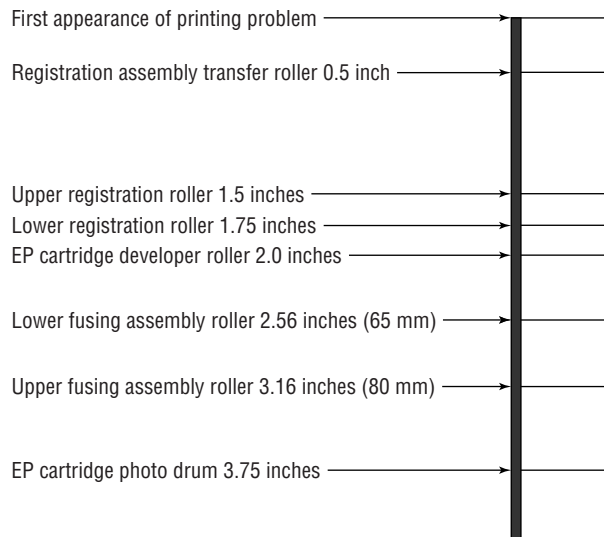 First appearance of printing problem
Registration assembly transfer roller 0.5 inch
Upper registration roller 1.5 inches
Lower registration roller 1.75 inches
EP cartridge developer roller 2.0 inches
Lower fusing assembly roller 2.56 inches (65 mm)
Upper fusing assembly roller 3.16 inches (80 mm)
EP cartridge photo drum 3.75 inches